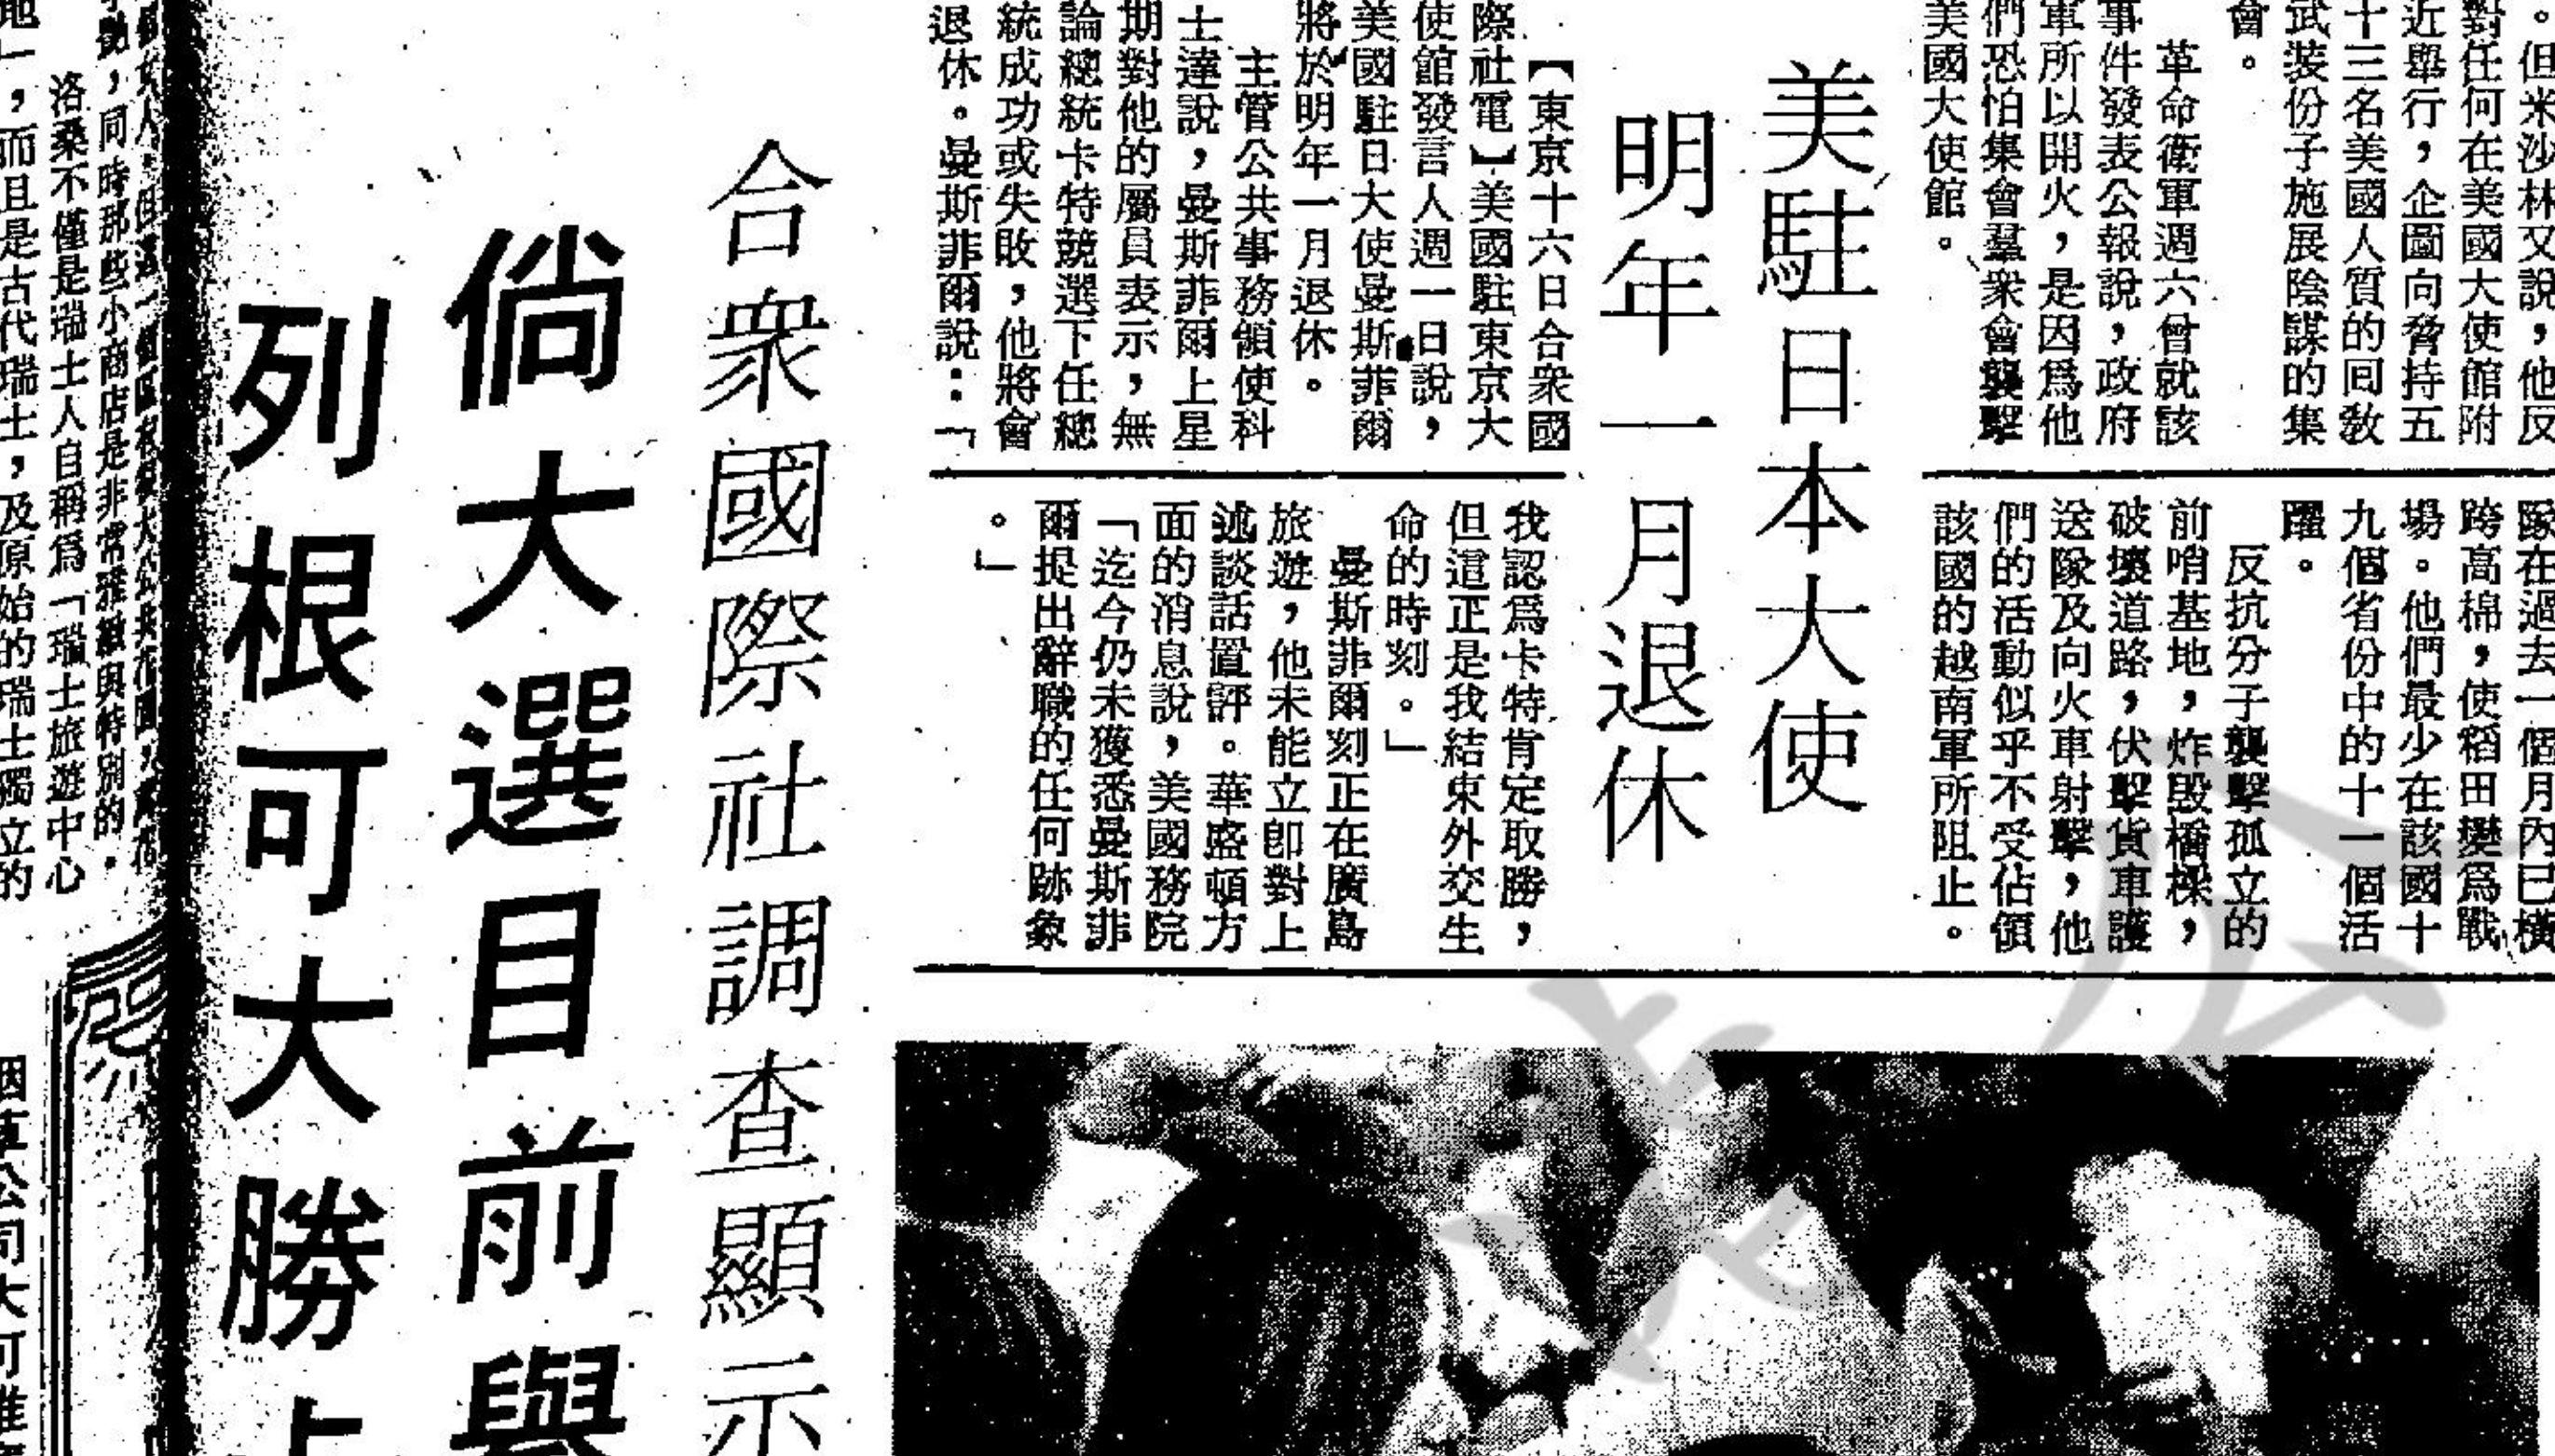 。但米沙林又說，他反
對任何在美國大使館附
近舉行，企圖向脅持五
十三名美國人質的回敎
武裝份子施展陰謀的集
會。
革命衛軍週六曾就該
事件發表公報說，政府
軍所以開火，是因爲他
們恐怕集會羣衆會襲擊
美國大使館。
隊在過去一個月內已橫
跨高棉，使稻田變爲戰
場。他們最少在該國十
九個省份中的十一個活
躍。
反抗分子襲擊孤立的
前哨基地，炸毀橋樑，
破壞道路，伏擊貨車護
送隊及向火車射擊，他
們的活動似乎不受佔領
該國的越南軍所阻止。
美駐日本大使
明年一月退休
【東京十六日合衆國
際社電】美國駐東京大
使館發言人週一日說，
美國駐日大使曼斯菲爾
將於明年一月退休。
主管公共事務領使科
士達說，曼斯菲爾上星
期對他的屬員表示，無
論總統卡特競選下任總
統成功或失敗，他將會
退休。曼斯菲爾說：「
我認爲卡特肯定取勝，
但這正是我結束外交生
命的時刻。」
曼斯菲爾刻正在廣島
旅遊，他未能立卽對上
述談話置評。華盛頓方
面的消息說，美國務院
「迄今仍未獲悉曼斯菲
爾提出辭職的任何跡象
。」
合衆國際社調查顯示
倘大選目前舉
列根可大勝
洛桑不僅是瑞士人自稱爲「瑞士旅遊中心
地」，而且是古代瑞士，及原始的瑞士獨立的